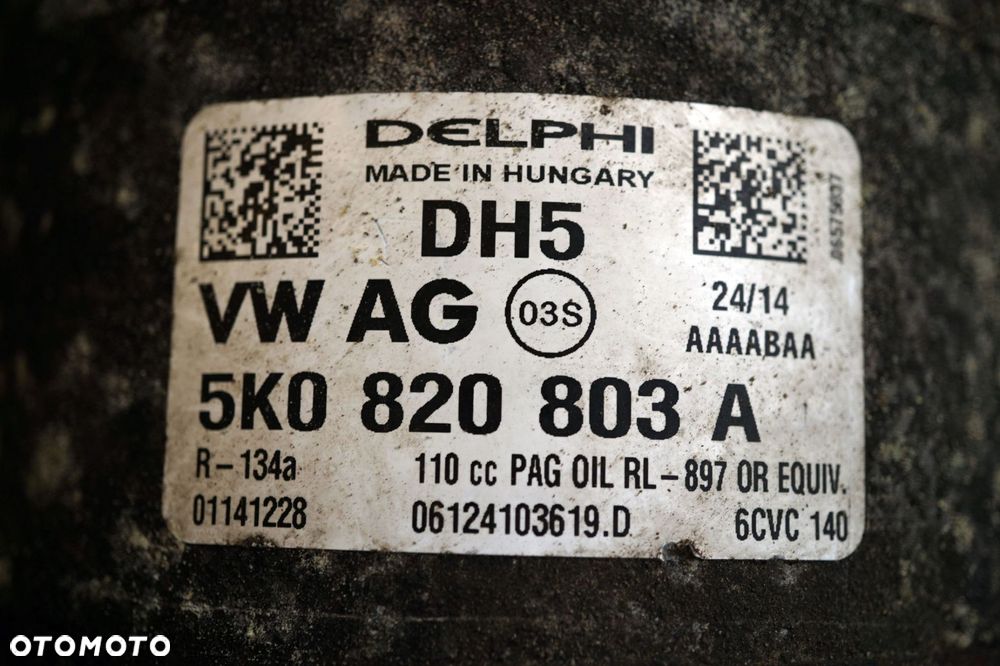 DELPHI
MADE IN HUNGARY
DH5
VW AG 03S
24/14
AAAABAA
5K0 820 803 A
R-134a 110 cc PAG OIL RL-897 OR EQUIV.
01141228 06124103619.D 6CVC 140
OTOMOTO